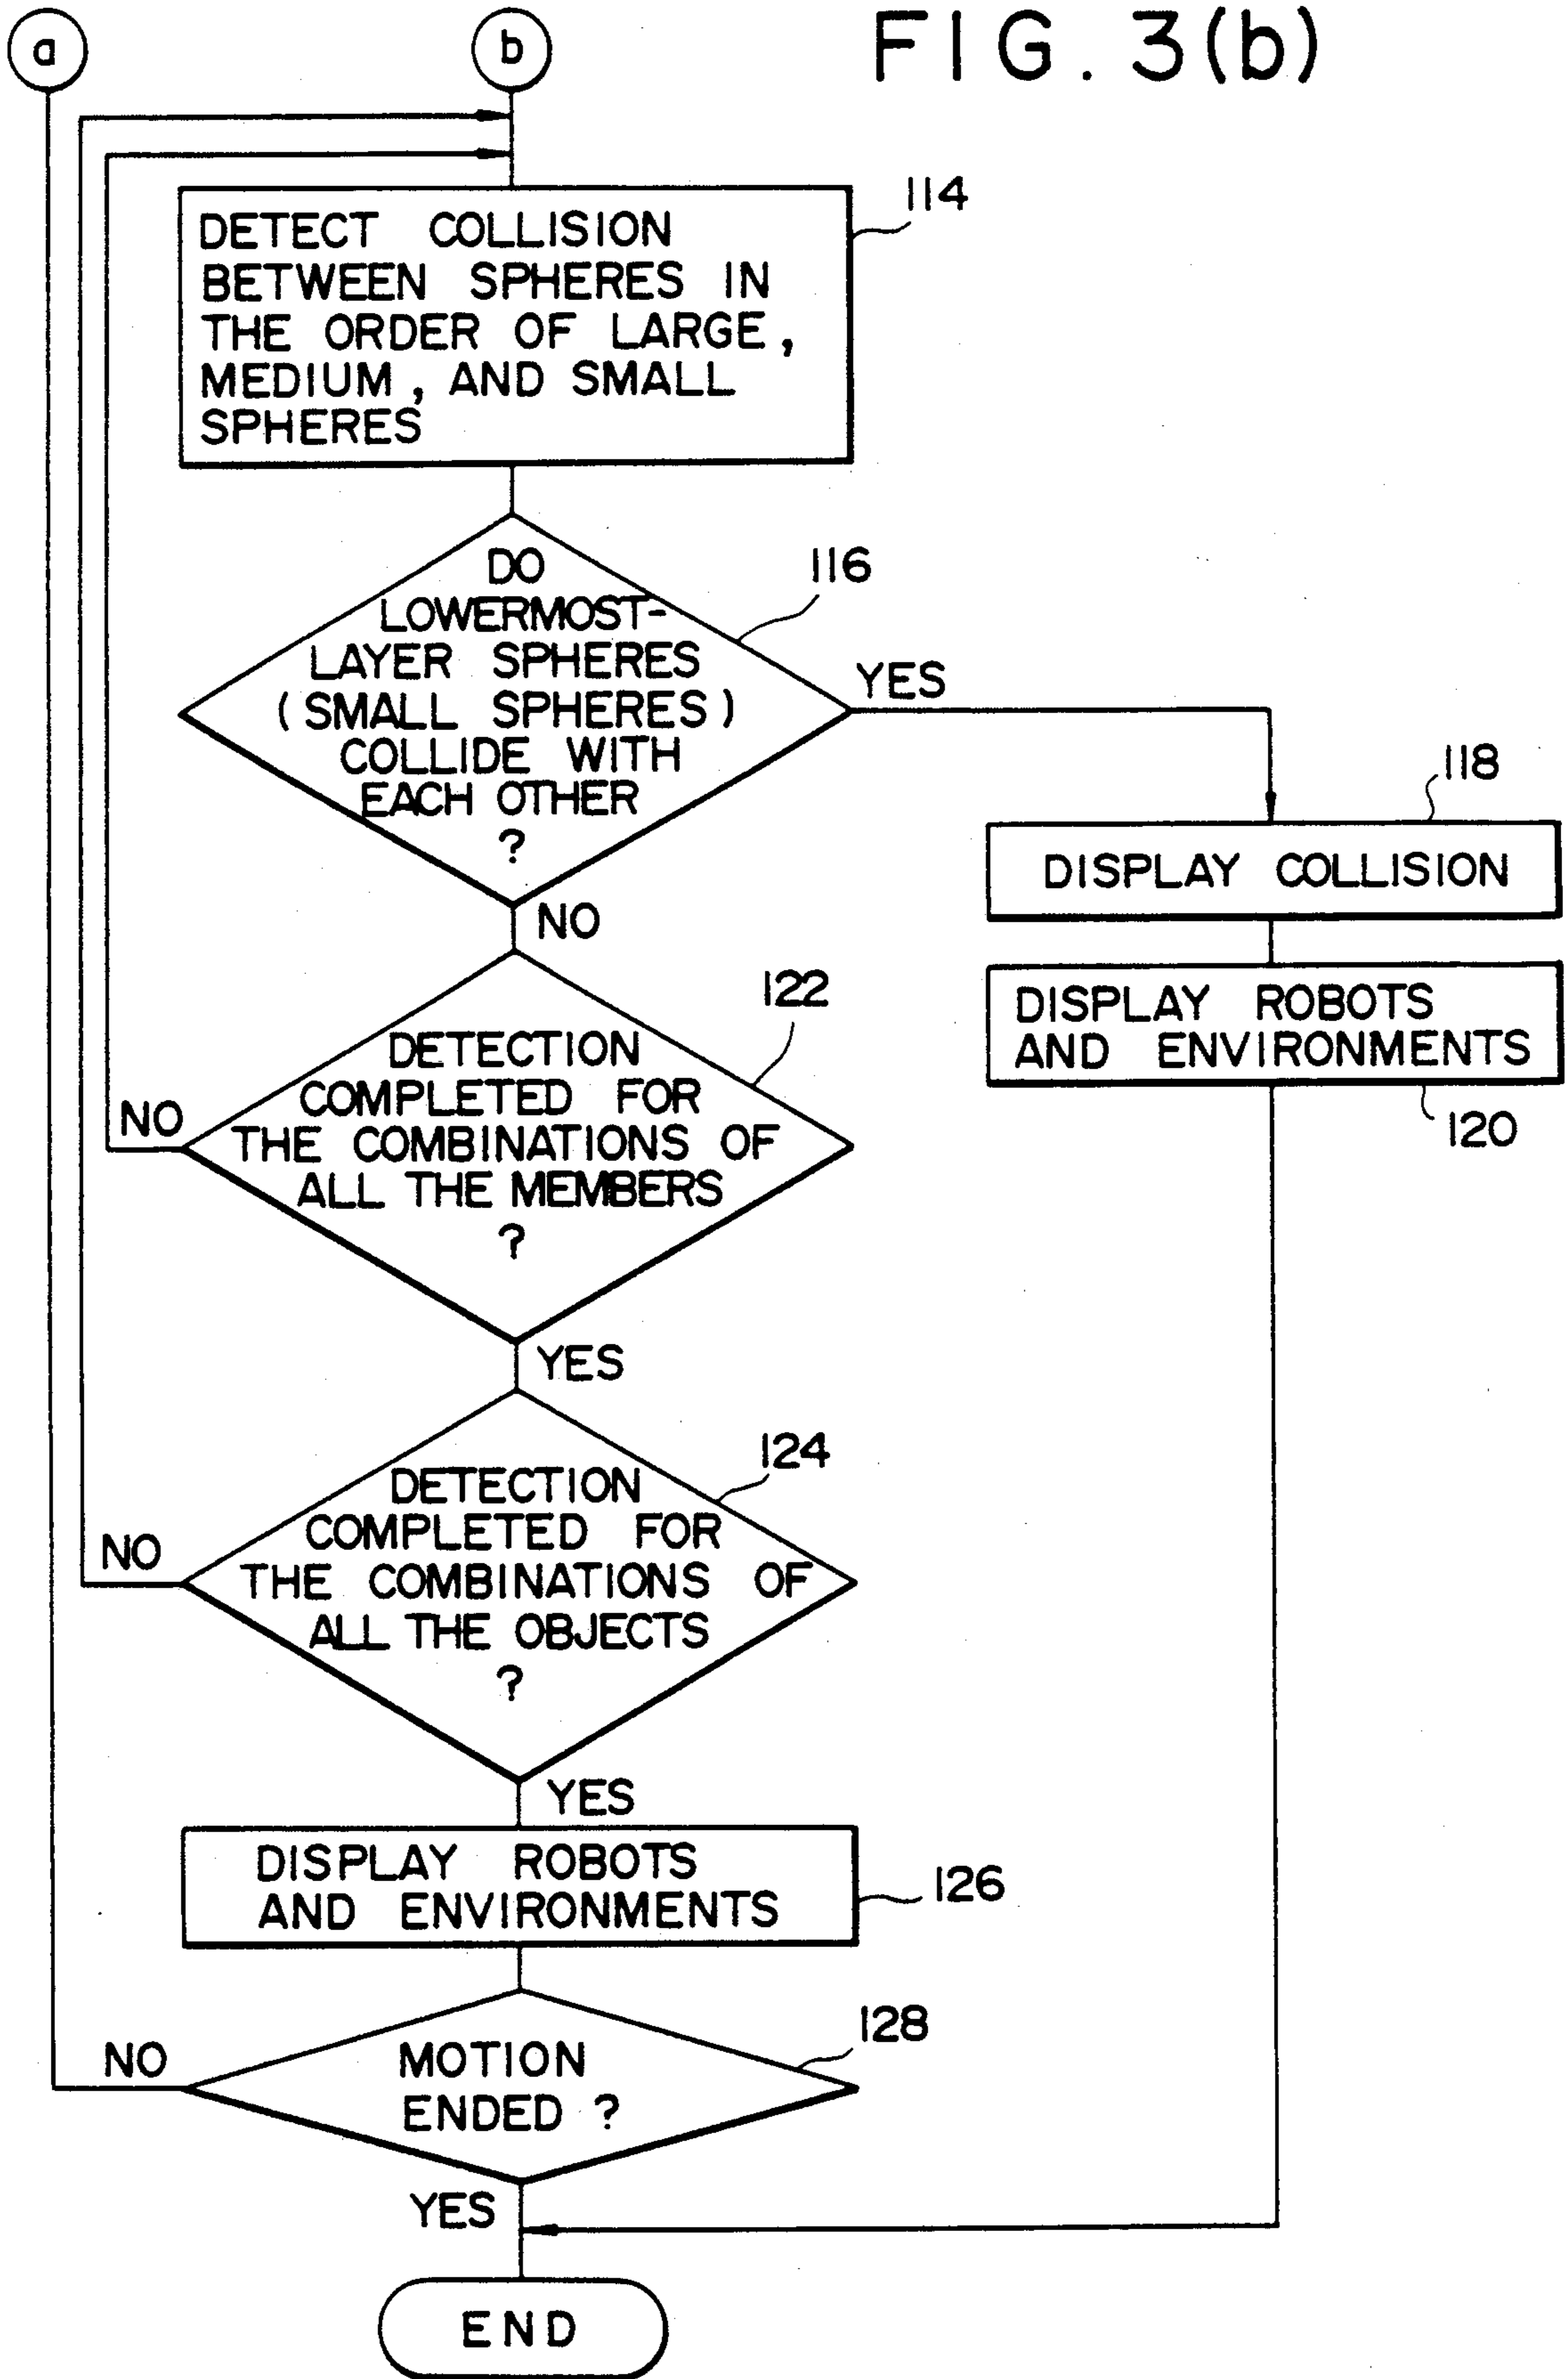 a
b
FIG. 3(b)
114
DETECT COLLISION
BETWEEN SPHERES IN
THE ORDER OF LARGE,
MEDIUM, AND SMALL
SPHERES
116
DO
LOWERMOST-
LAYER SPHERES
(SMALL SPHERES)
COLLIDE WITH
EACH OTHER
?
YES
NO
118
DISPLAY COLLISION
DISPLAY ROBOTS
AND ENVIRONMENTS
120
122
DETECTION
COMPLETED FOR
THE COMBINATIONS OF
ALL THE MEMBERS
?
NO
YES
124
DETECTION
COMPLETED FOR
THE COMBINATIONS OF
ALL THE OBJECTS
?
NO
YES
DISPLAY ROBOTS
AND ENVIRONMENTS
126
128
MOTION
ENDED ?
NO
YES
END